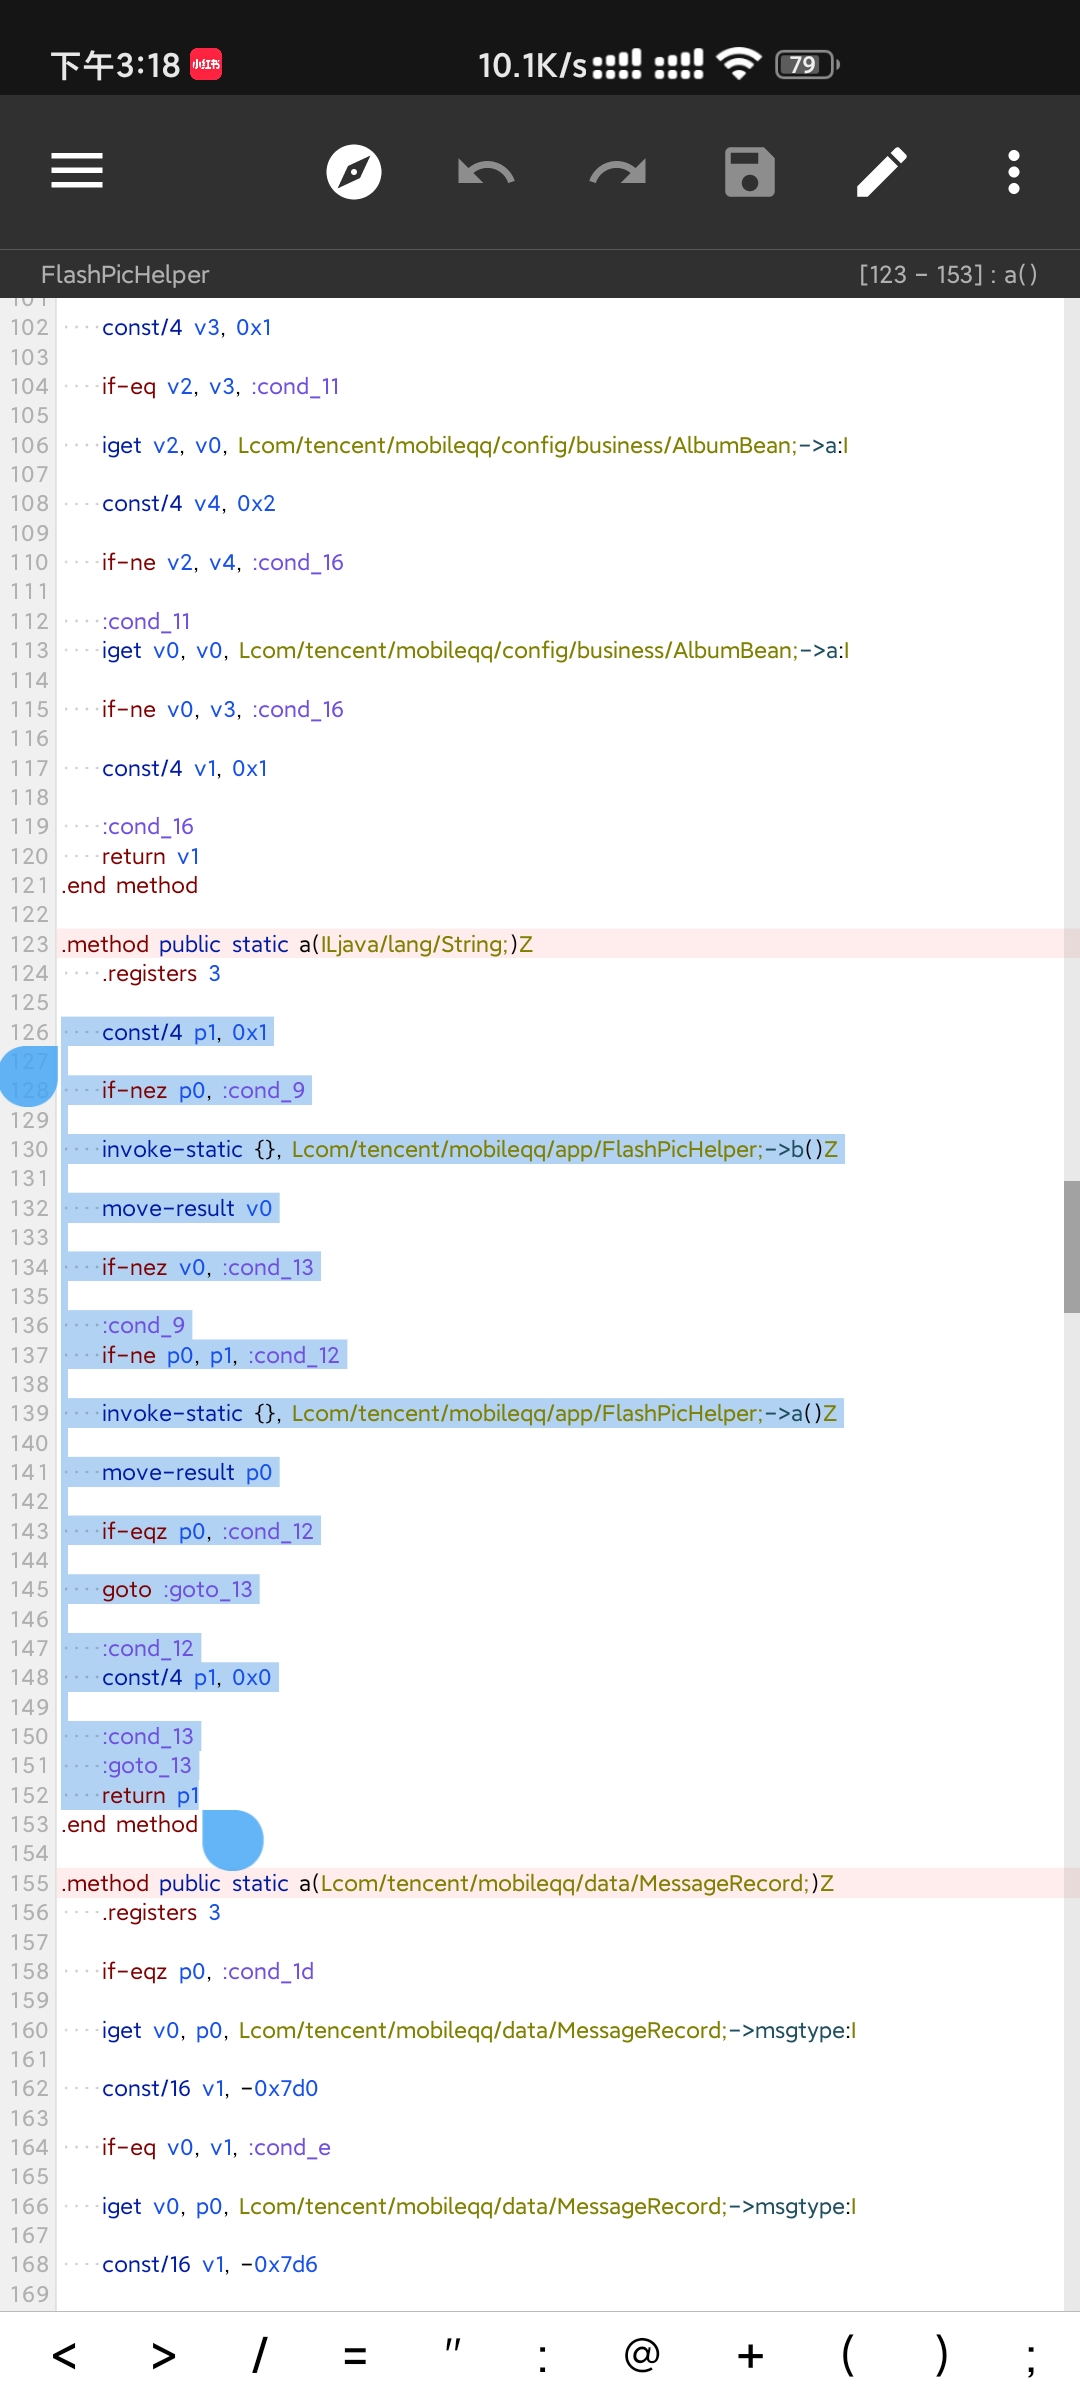 下午3:18 小红书 10.1K/s 79
FlashPicHelper [123 - 153] : a()
102 ····const/4 v3, 0x1
103
104 ····if-eq v2, v3, :cond_11
105
106 ····iget v2, v0, Lcom/tencent/mobileqq/config/business/AlbumBean;->a:I
107
108 ····const/4 v4, 0x2
109
110 ····if-ne v2, v4, :cond_16
111
112 ····:cond_11
113 ····iget v0, v0, Lcom/tencent/mobileqq/config/business/AlbumBean;->a:I
114
115 ····if-ne v0, v3, :cond_16
116
117 ····const/4 v1, 0x1
118
119 ····:cond_16
120 ····return v1
121 .end method
122
123 .method public static a(ILjava/lang/String;)Z
124 ····.registers 3
125
126 ····const/4 p1, 0x1
127
128 ····if-nez p0, :cond_9
129
130 ····invoke-static {}, Lcom/tencent/mobileqq/app/FlashPicHelper;->b()Z
131
132 ····move-result v0
133
134 ····if-nez v0, :cond_13
135
136 ····:cond_9
137 ····if-ne p0, p1, :cond_12
138
139 ····invoke-static {}, Lcom/tencent/mobileqq/app/FlashPicHelper;->a()Z
140
141 ····move-result p0
142
143 ····if-eqz p0, :cond_12
144
145 ····goto :goto_13
146
147 ····:cond_12
148 ····const/4 p1, 0x0
149
150 ····:cond_13
151 ····:goto_13
152 ····return p1
153 .end method
154
155 .method public static a(Lcom/tencent/mobileqq/data/MessageRecord;)Z
156 ····.registers 3
157
158 ····if-eqz p0, :cond_1d
159
160 ····iget v0, p0, Lcom/tencent/mobileqq/data/MessageRecord;->msgtype:I
161
162 ····const/16 v1, -0x7d0
163
164 ····if-eq v0, v1, :cond_e
165
166 ····iget v0, p0, Lcom/tencent/mobileqq/data/MessageRecord;->msgtype:I
167
168 ····const/16 v1, -0x7d6
169
< > / = " : @ + ( ) ;